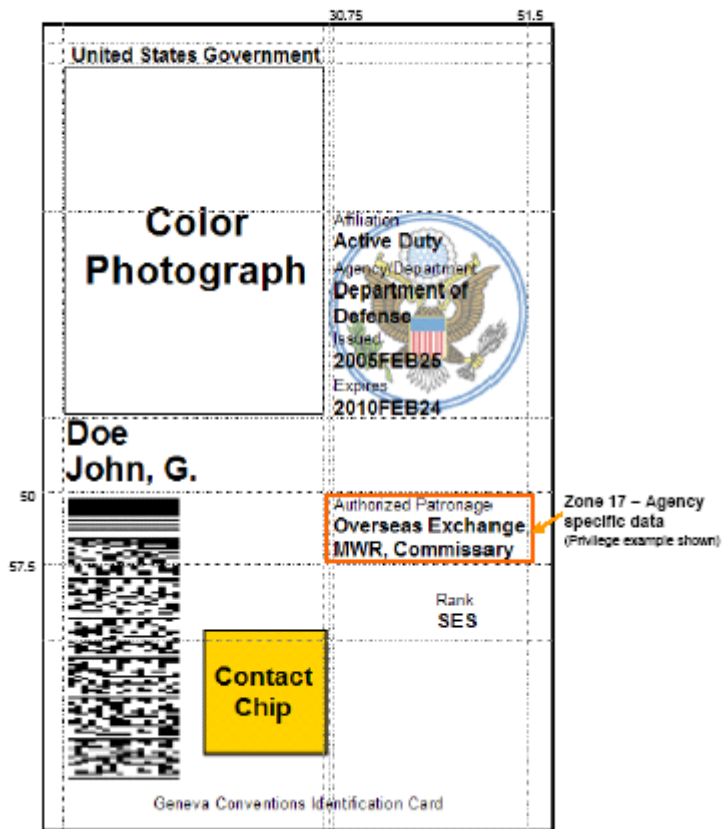 30.75 51.5
United States Government
Color
Photograph
Affiliation
Active Duty
Agency/Department
Department of
Defense
Issued
2005FEB25
Expires
2010FEB24
Doe
John, G.
50
Authorized Patronage
Overseas Exchange,
MWR, Commissary
Zone 17 – Agency
specific data
(Privilege example shown)
57.5
Rank
SES
Contact
Chip
Geneva Conventions Identification Card